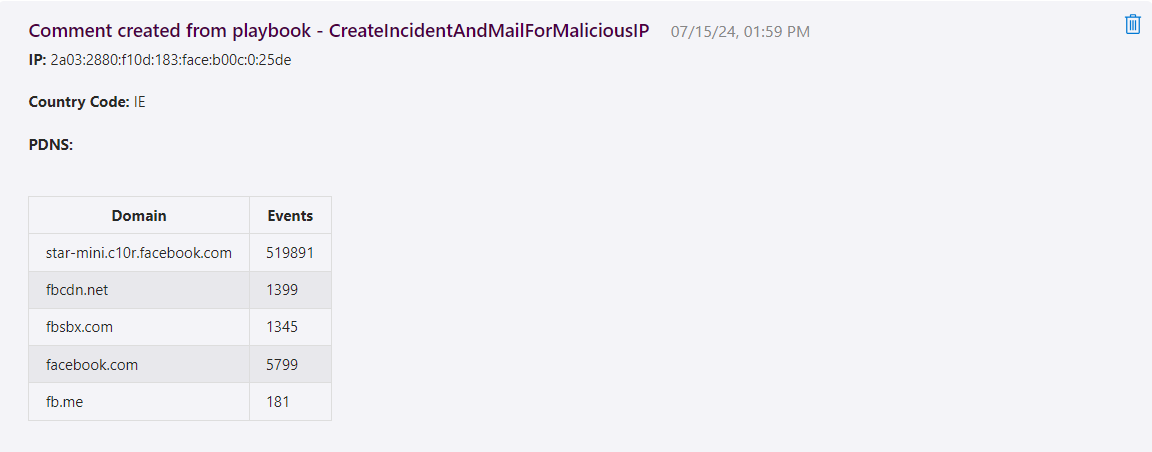 Comment created from playbook - CreateIncidentAndMailForMaliciousIP 07/15/24, 01:59 PM
IP: 2a03:2880:f10d:183:face:b00c:0:25de
Country Code: IE
PDNS:
Domain Events
star-mini.c10r.facebook.com 519891
fbcdn.net 1399
fbsbx.com 1345
facebook.com 5799
fb.me 181